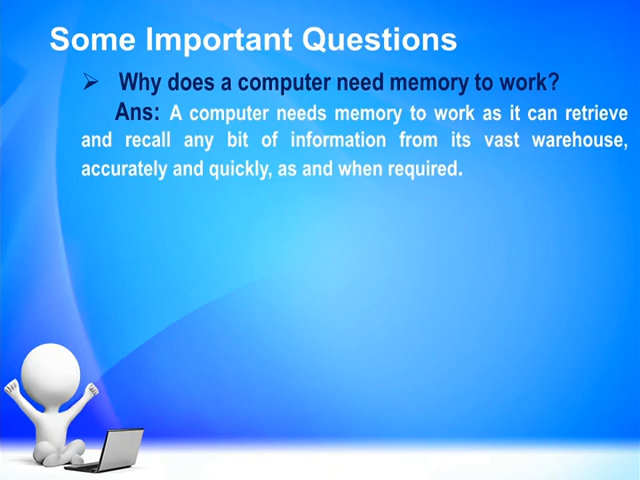 Some Important Questions
➢ Why does a computer need memory to work?
Ans: A computer needs memory to work as it can retrieve
and recall any bit of information from its vast warehouse,
accurately and quickly, as and when required.